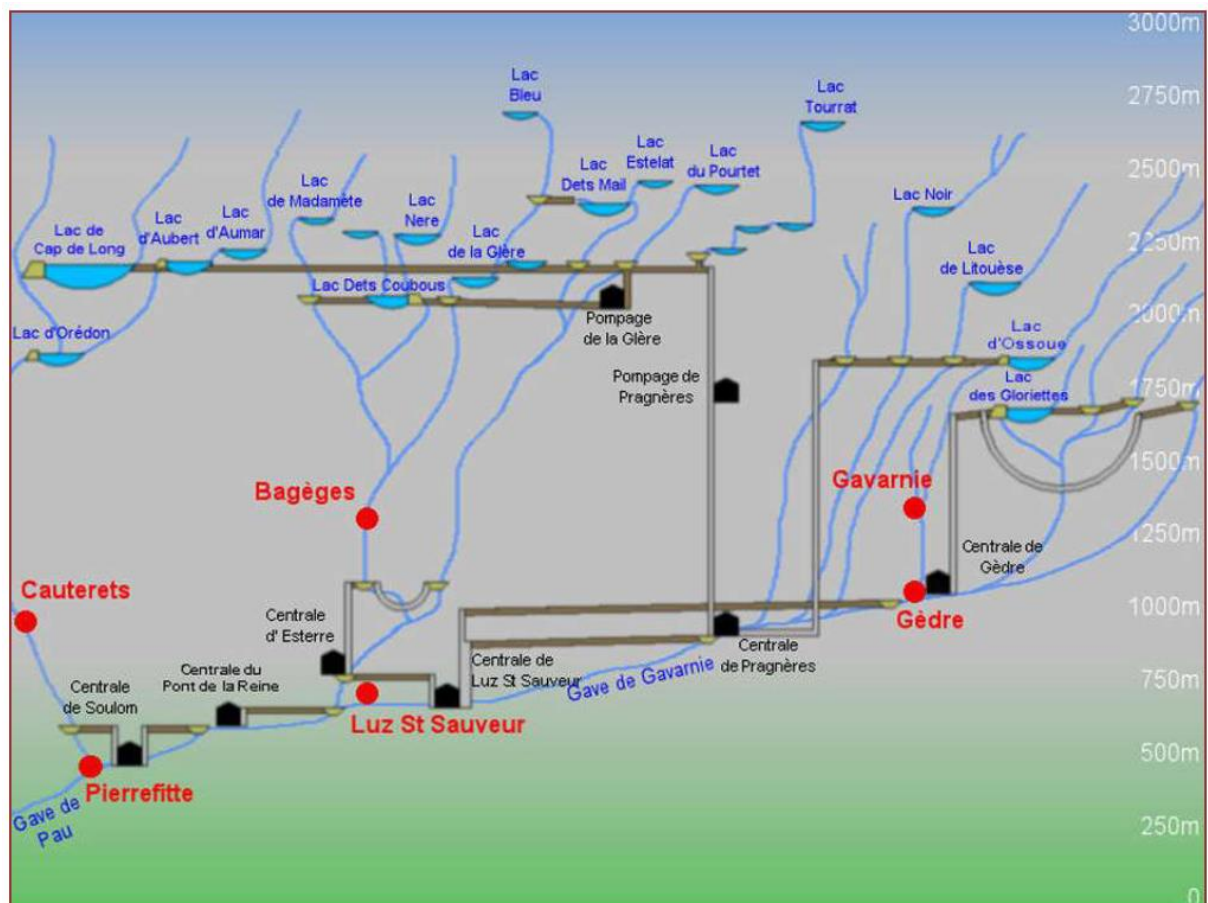 3000m
Lac
Bleu
Lac
Tourrat
2750m
Lac
Estelat
Lac
du Pourtet
Lac
Dets Mail
2500m
Lac
de Madamète
Lac
Nere
Lac Noir
Lac de
Cap de Long
Lac
d'Aubert
Lac
d'Aumar
Lac
de la Glère
2250m
Lac
de Litouèse
Lac Dets Coubous
2000m
Pompage
de la Glère
Lac d'Orédon
Lac
d'Ossoue
Pompage de
Pragnères
Lac
des Gloriettes
1750m
1500m
Bagèges
Gavarnie
1250m
Centrale de
Gèdre
Cauterets
1000m
Centrale
d' Esterre
Gèdre
Centrale
de Pragnères
Centrale de
Luz St Sauveur
Centrale du
Pont de la Reine
Gave de Gavarnie
750m
Centrale
de Soulom
Luz St Sauveur
500m
Pierrefitte
Gave de
Pau
250m
0